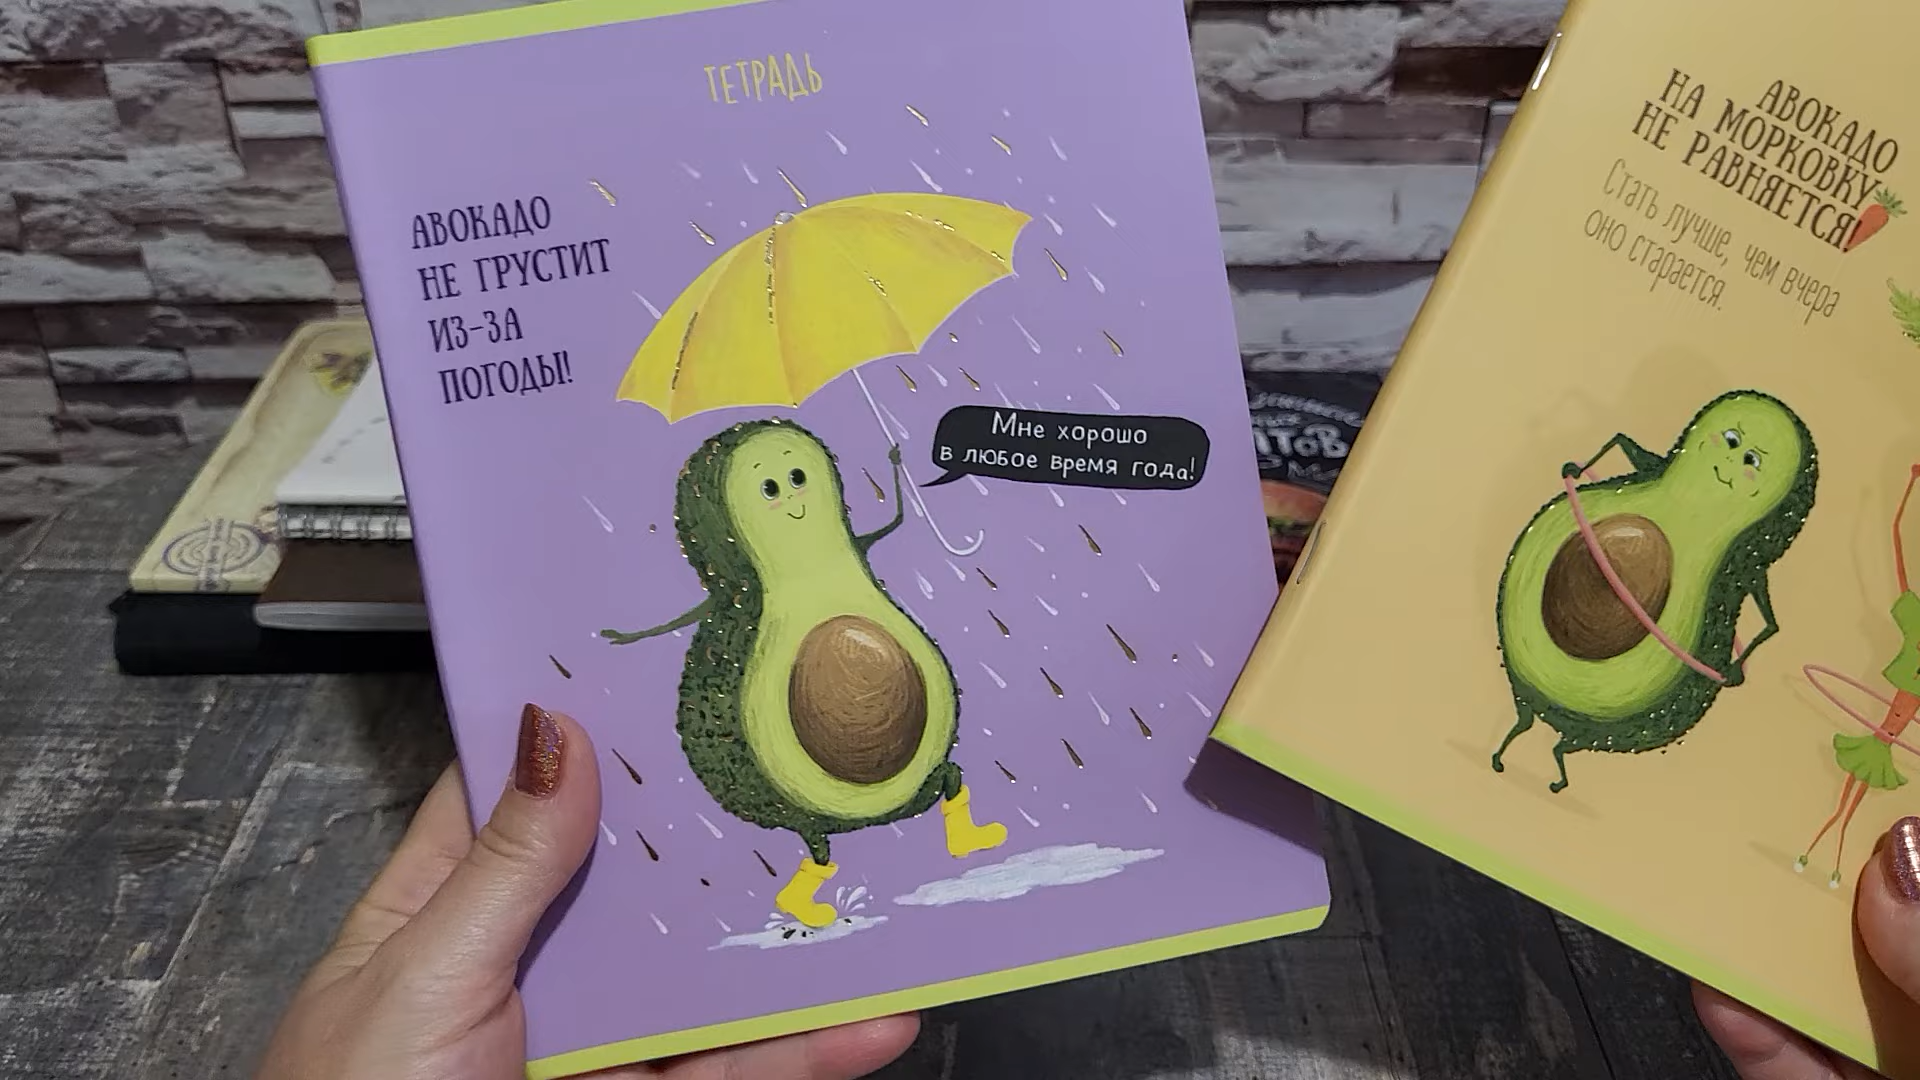 ТЕТРАДЬ
АВОКАДО
НЕ ГРУСТИТ
ИЗ-ЗА
ПОГОДЫ!
Мне хорошо
в любое время года!
АВОКАДО
НА МОРКОВКУ
НЕ РАВНЯЕТСЯ!
Стать лучше, чем вчера
оно старается.